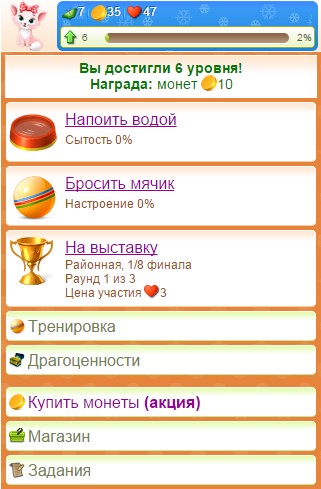 7 35 47
6 2%
Вы достигли 6 уровня!
Награда: монет 10
Напоить водой
Сытость 0%
Бросить мячик
Настроение 0%
На выставку
Районная, 1/8 финала
Раунд 1 из 3
Цена участия 3
Тренировка
Драгоценности
Купить монеты (акция)
Магазин
Задания